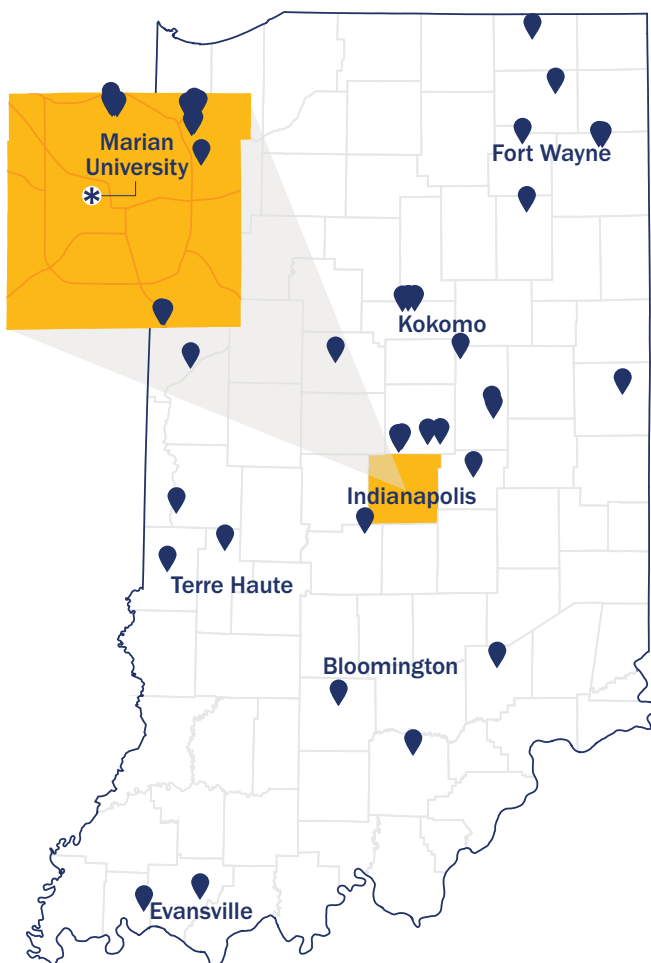 Marian
University
*
Fort Wayne
Kokomo
Indianapolis
Terre Haute
Bloomington
Evansville